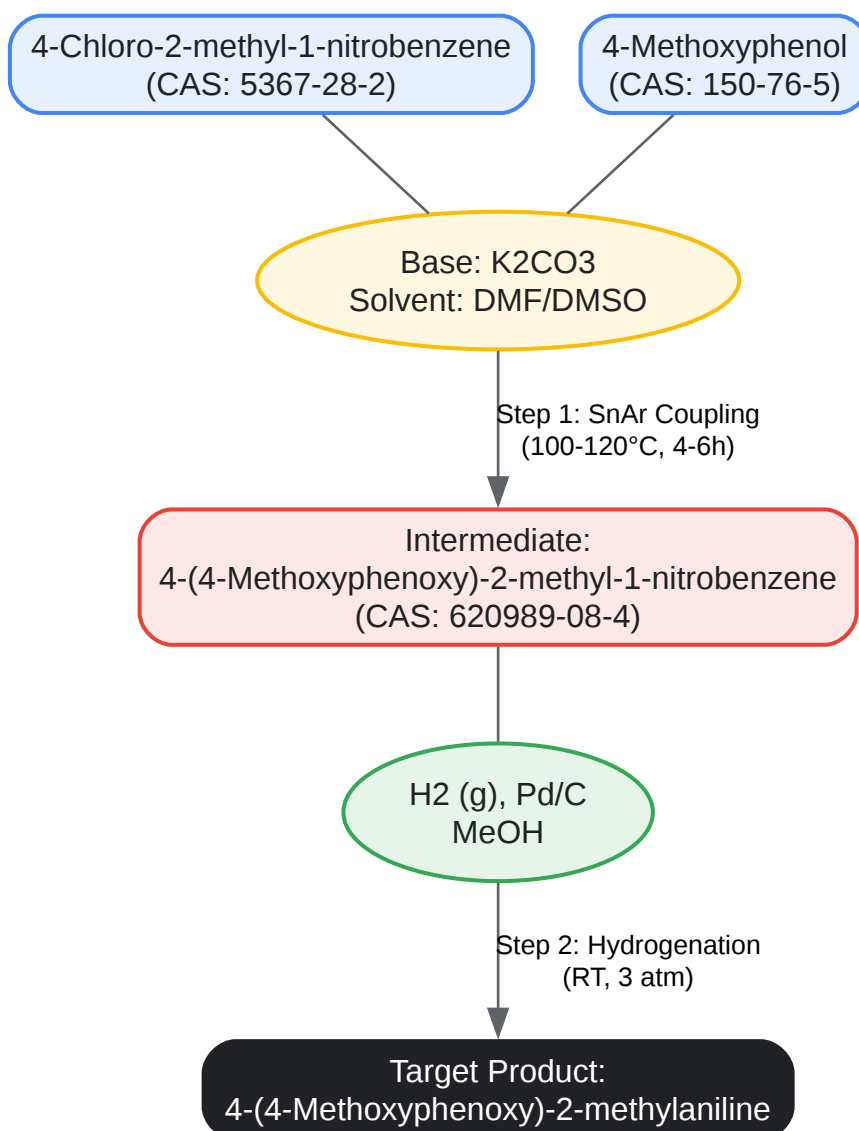 4-Chloro-2-methyl-1-nitrobenzene
(CAS: 5367-28-2)
4-Methoxyphenol
(CAS: 150-76-5)
Base: K2CO3
Solvent: DMF/DMSO
Step 1: SnAr Coupling
(100-120°C, 4-6h)
Intermediate:
4-(4-Methoxyphenoxy)-2-methyl-1-nitrobenzene
(CAS: 620989-08-4)
H2 (g), Pd/C
MeOH
Step 2: Hydrogenation
(RT, 3 atm)
Target Product:
4-(4-Methoxyphenoxy)-2-methylaniline